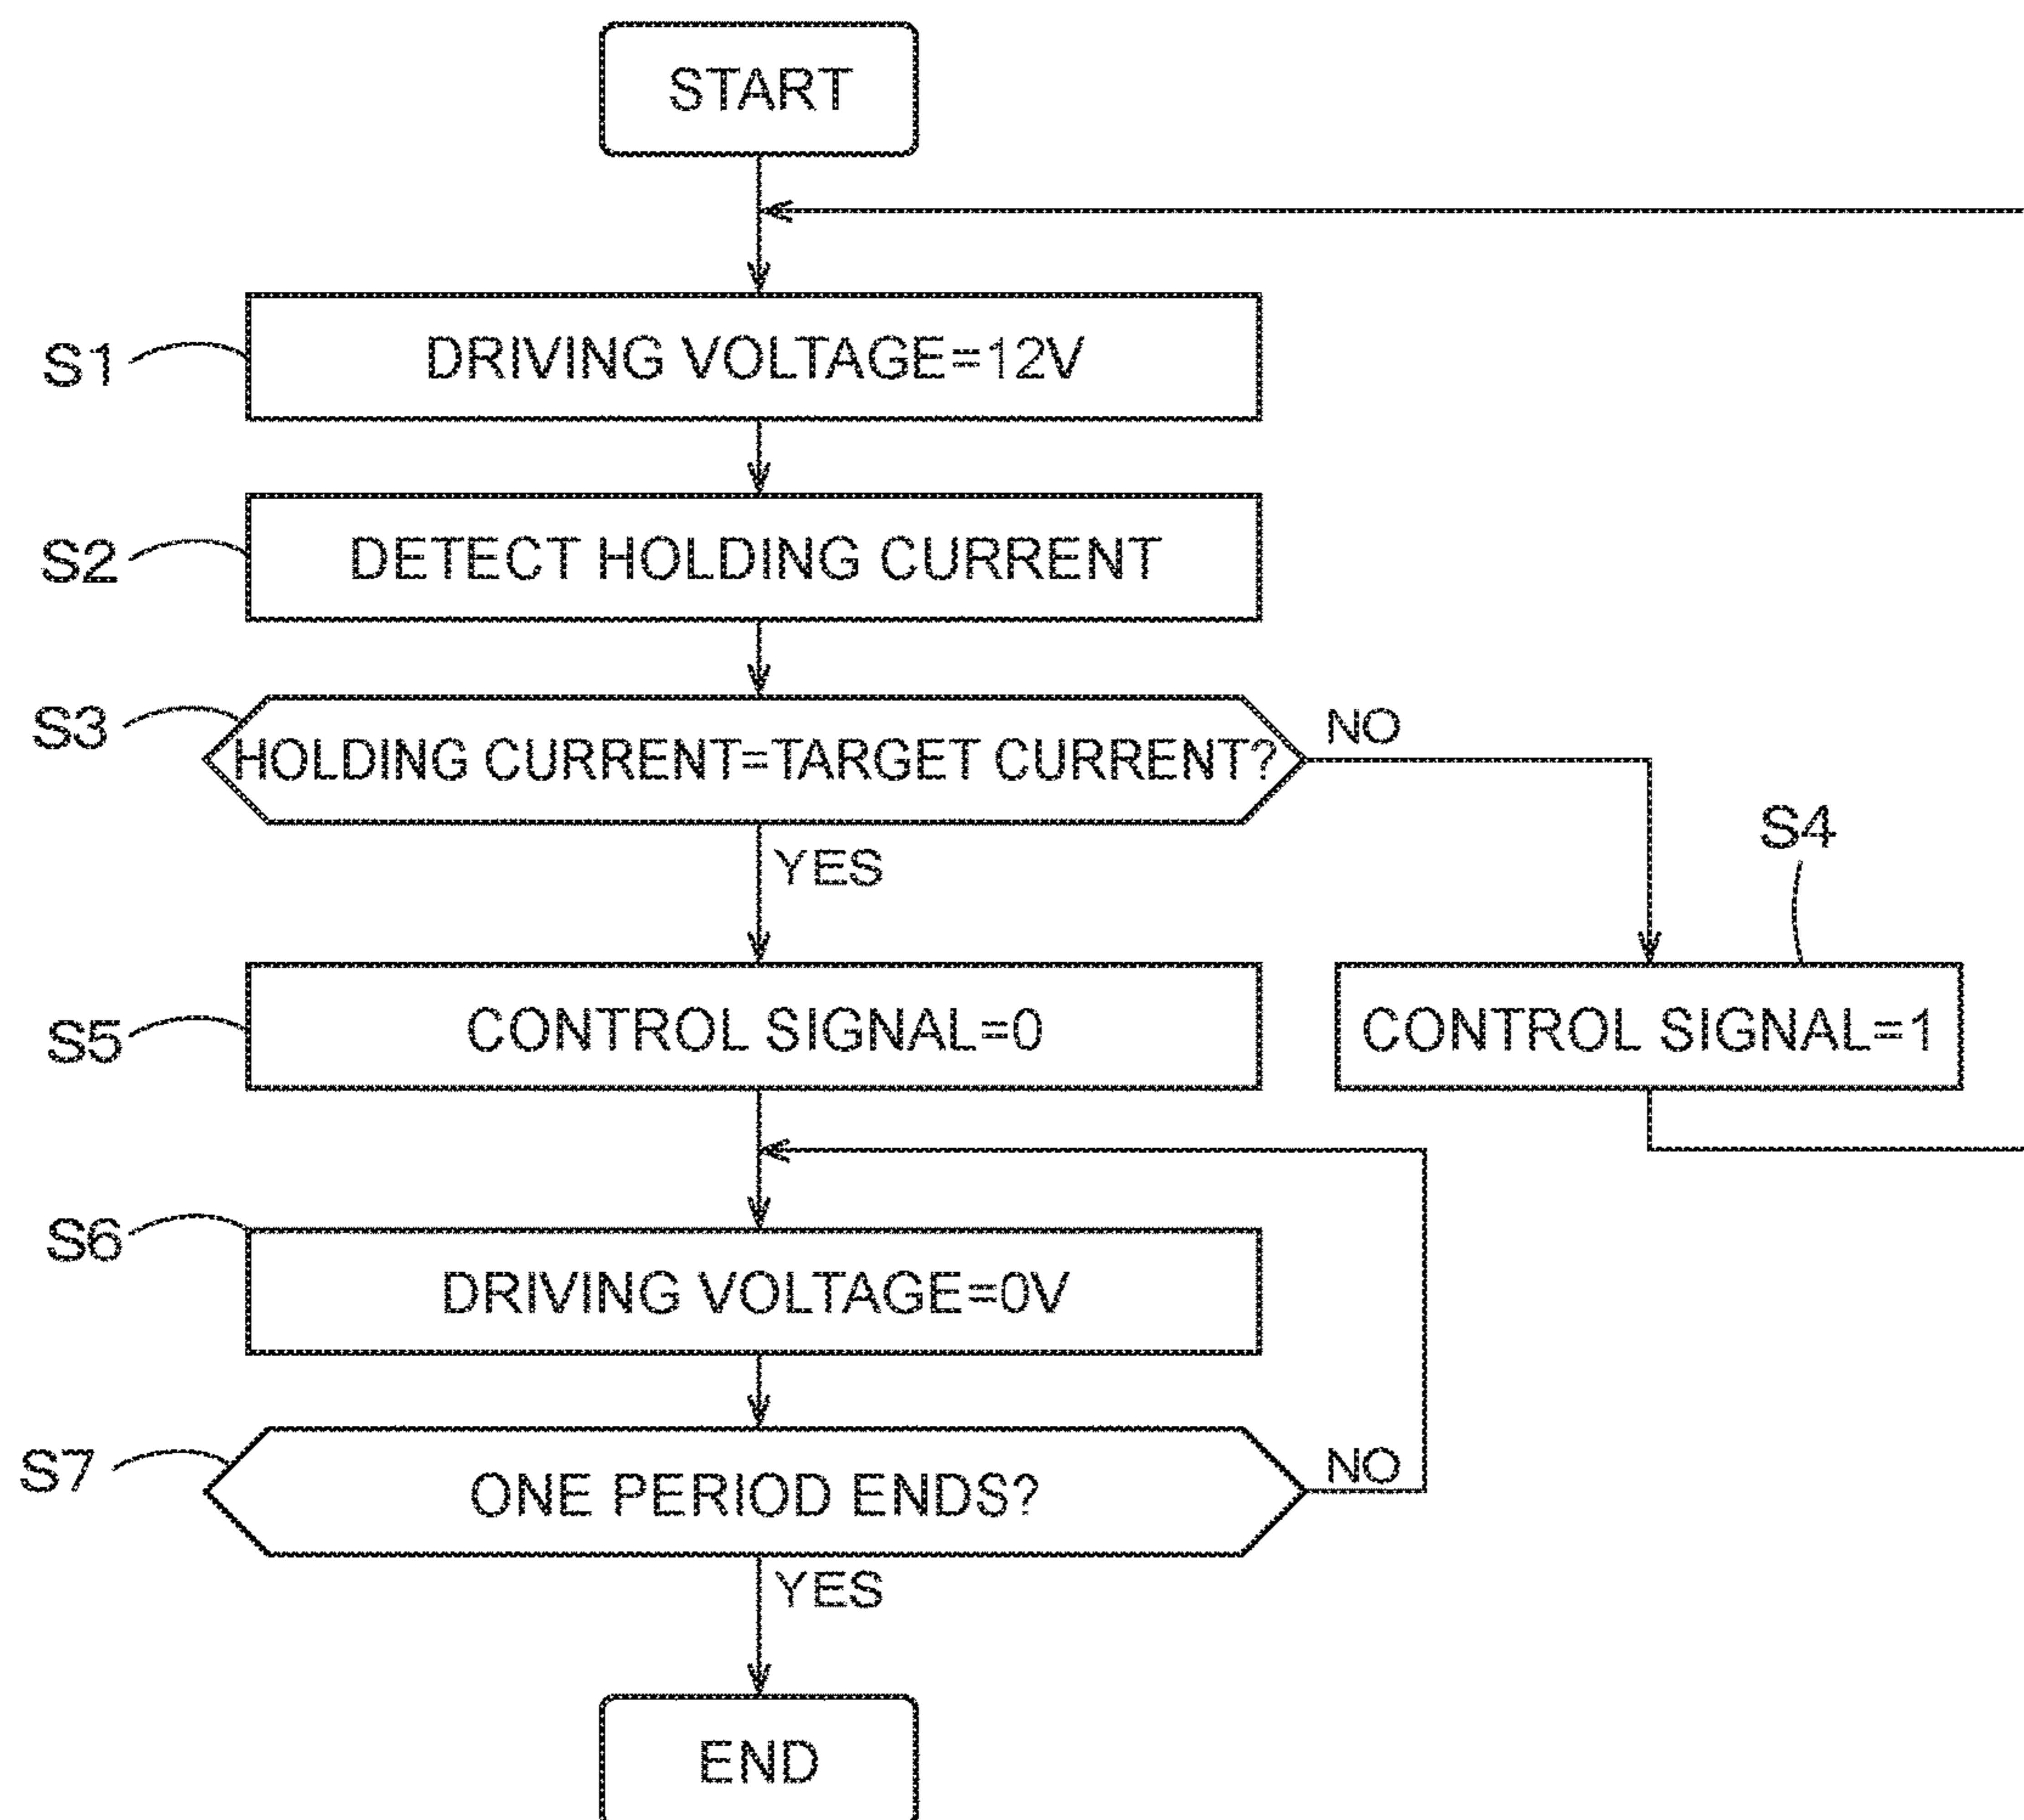 START
S1
DRIVING VOLTAGE=12V
S2
DETECT HOLDING CURRENT
S3
HOLDING CURRENT=TARGET CURRENT?
NO
YES
S4
S5
CONTROL SIGNAL=0
CONTROL SIGNAL=1
S6
DRIVING VOLTAGE=0V
S7
ONE PERIOD ENDS?
NO
YES
END